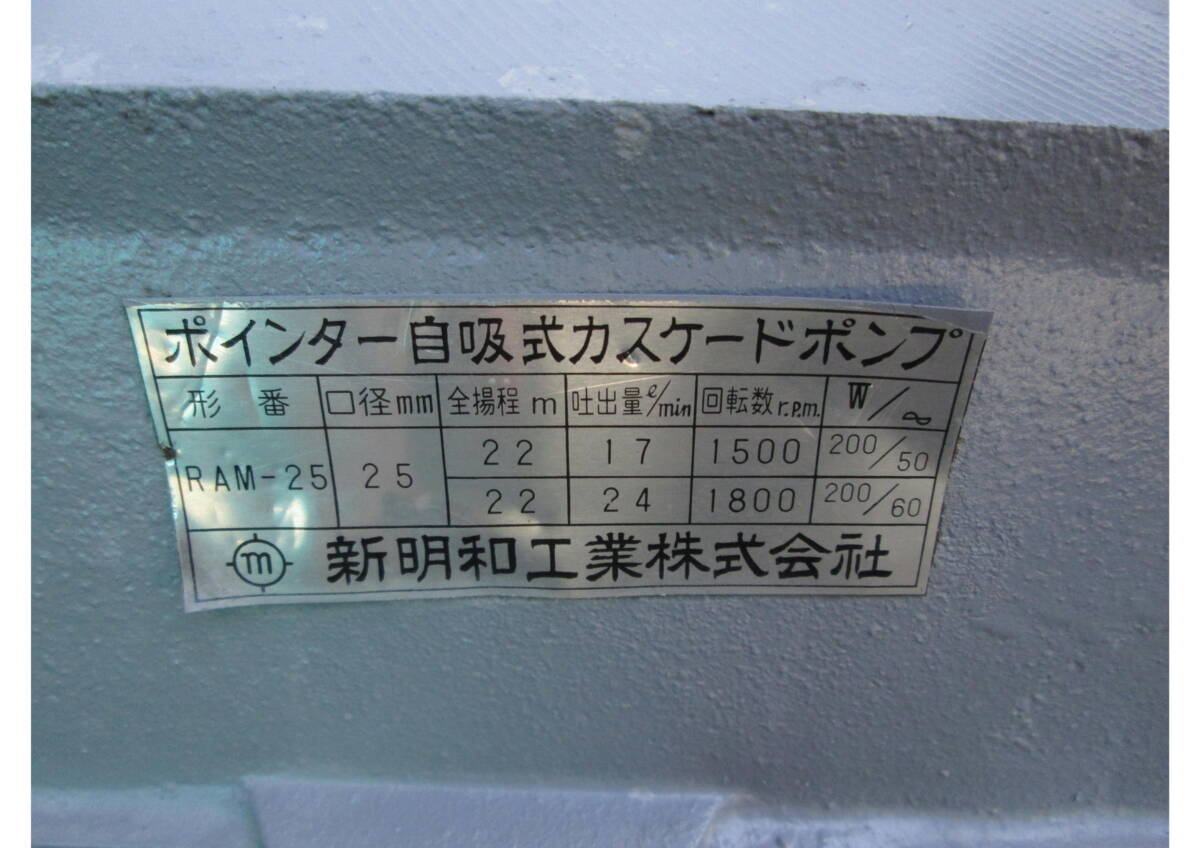 ポインター自吸式カスケードポンプ
形番 口径mm 全揚程m 吐出量ℓ/min 回転数r.p.m. W/∞
RAM-25 25 22 17 1500 200/50
22 24 1800 200/60
m 新明和工業株式会社